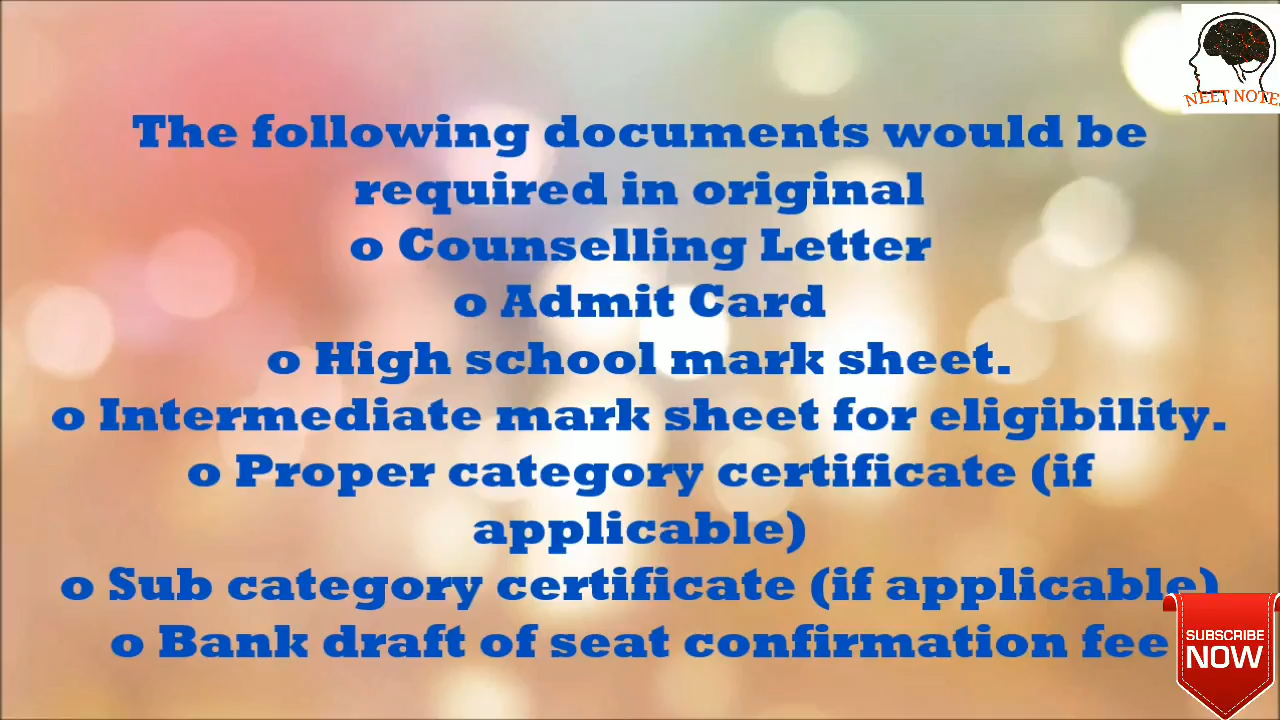 NEET NOTES
The following documents would be
required in original
o Counselling Letter
o Admit Card
o High school mark sheet.
o Intermediate mark sheet for eligibility.
o Proper category certificate (if
applicable)
o Sub category certificate (if applicable)
o Bank draft of seat confirmation fee
SUBSCRIBE
NOW